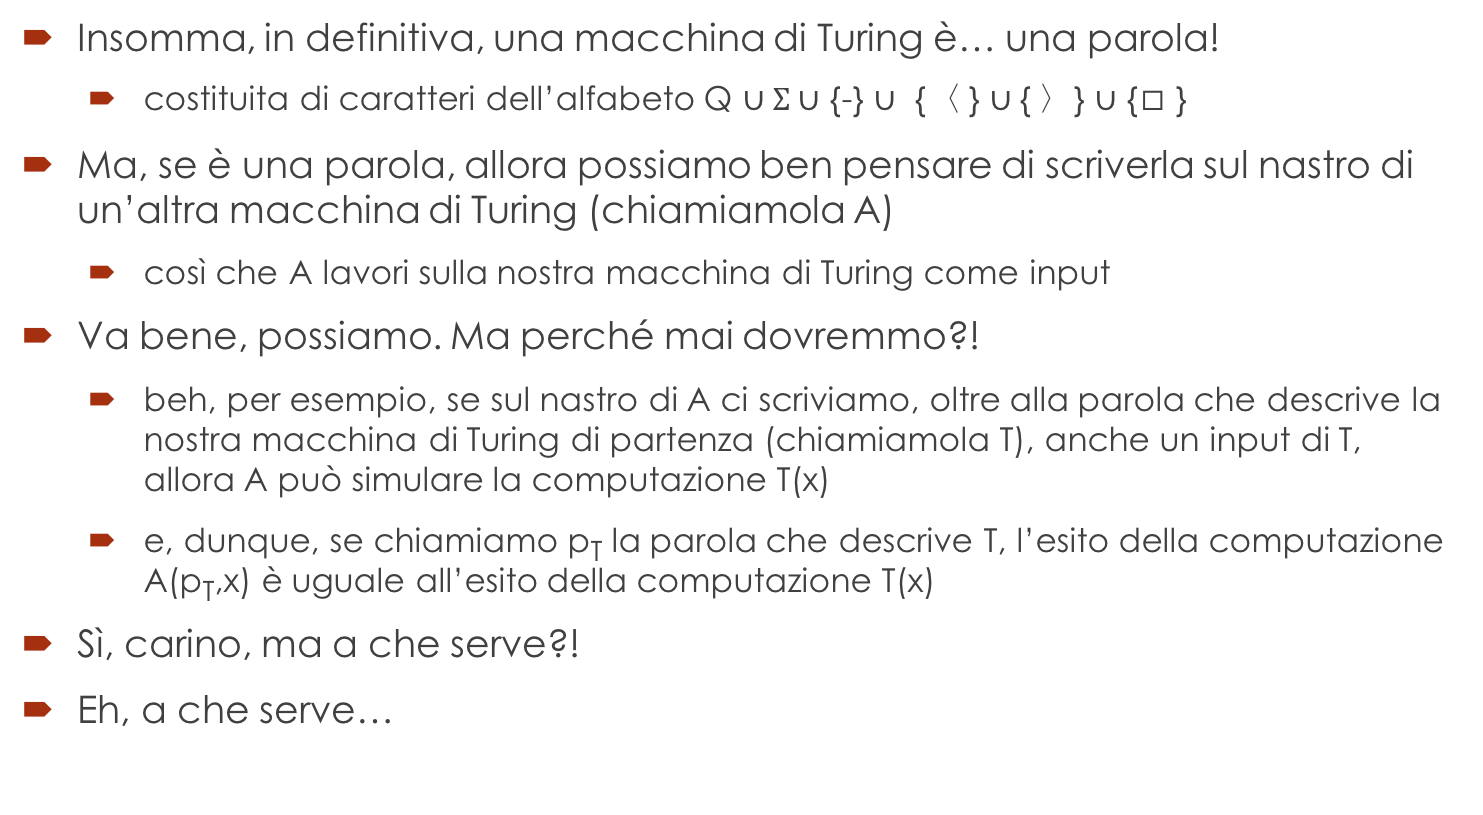 Insomma, in definitiva, una macchina di Turing è… una parola!
costituita di caratteri dell’alfabeto Q ∪ Σ ∪ {-} ∪ {〈 } ∪ { 〉 } ∪ {□ }
Ma, se è una parola, allora possiamo ben pensare di scriverla sul nastro di
un’altra macchina di Turing (chiamiamola A)
così che A lavori sulla nostra macchina di Turing come input
Va bene, possiamo. Ma perché mai dovremmo?!
beh, per esempio, se sul nastro di A ci scriviamo, oltre alla parola che descrive la
nostra macchina di Turing di partenza (chiamiamola T), anche un input di T,
allora A può simulare la computazione T(x)
e, dunque, se chiamiamo p_T la parola che descrive T, l’esito della computazione
A(p_T,x) è uguale all’esito della computazione T(x)
Sì, carino, ma a che serve?!
Eh, a che serve…